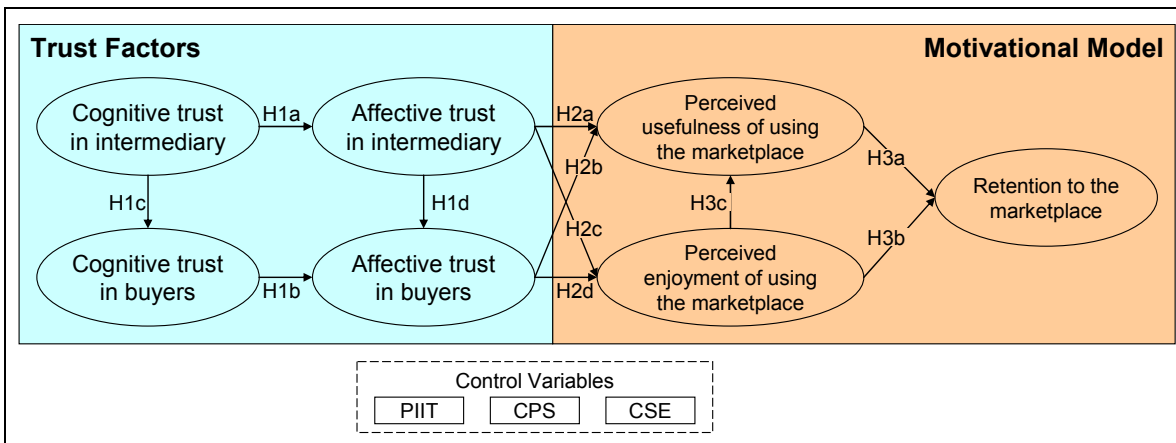 Trust Factors
Motivational Model
Cognitive trust
in intermediary
H1a
Affective trust
in intermediary
H2a
Perceived
usefulness of using
the marketplace
H2b
H3a
H1c
H1d
H3c
Retention to the
marketplace
H2c
H3b
Cognitive trust
in buyers
H1b
Affective trust
in buyers
H2d
Perceived
enjoyment of using
the marketplace
Control Variables
PIIT
CPS
CSE